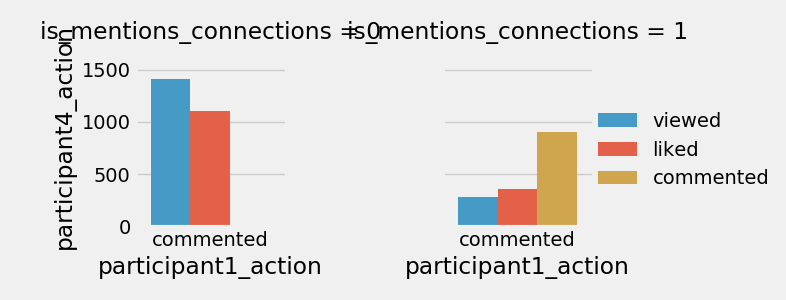 is_mentions_connections = 0
is_mentions_connections = 1
participant4_action
1500
1000
500
0
commented
commented
participant1_action
participant1_action
viewed
liked
commented